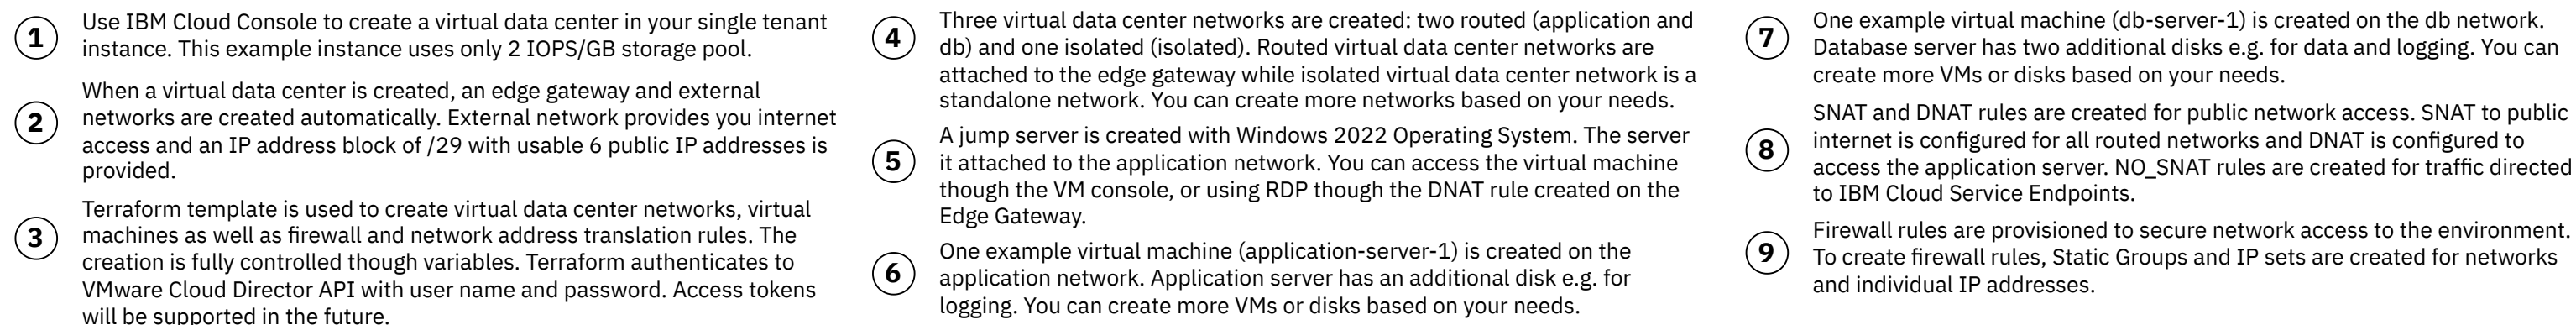 1
Use IBM Cloud Console to create a virtual data center in your single tenant
instance. This example instance uses only 2 IOPS/GB storage pool.
2
When a virtual data center is created, an edge gateway and external
networks are created automatically. External network provides you internet
access and an IP address block of /29 with usable 6 public IP addresses is
provided.
3
Terraform template is used to create virtual data center networks, virtual
machines as well as firewall and network address translation rules. The
creation is fully controlled though variables. Terraform authenticates to
VMware Cloud Director API with user name and password. Access tokens
will be supported in the future.
4
Three virtual data center networks are created: two routed (application and
db) and one isolated (isolated). Routed virtual data center networks are
attached to the edge gateway while isolated virtual data center network is a
standalone network. You can create more networks based on your needs.
5
A jump server is created with Windows 2022 Operating System. The server
it attached to the application network. You can access the virtual machine
though the VM console, or using RDP though the DNAT rule created on the
Edge Gateway.
6
One example virtual machine (application-server-1) is created on the
application network. Application server has an additional disk e.g. for
logging. You can create more VMs or disks based on your needs.
7
One example virtual machine (db-server-1) is created on the db network.
Database server has two additional disks e.g. for data and logging. You can
create more VMs or disks based on your needs.
8
SNAT and DNAT rules are created for public network access. SNAT to public
internet is configured for all routed networks and DNAT is configured to
access the application server. NO_SNAT rules are created for traffic directed
to IBM Cloud Service Endpoints.
9
Firewall rules are provisioned to secure network access to the environment.
To create firewall rules, Static Groups and IP sets are created for networks
and individual IP addresses.